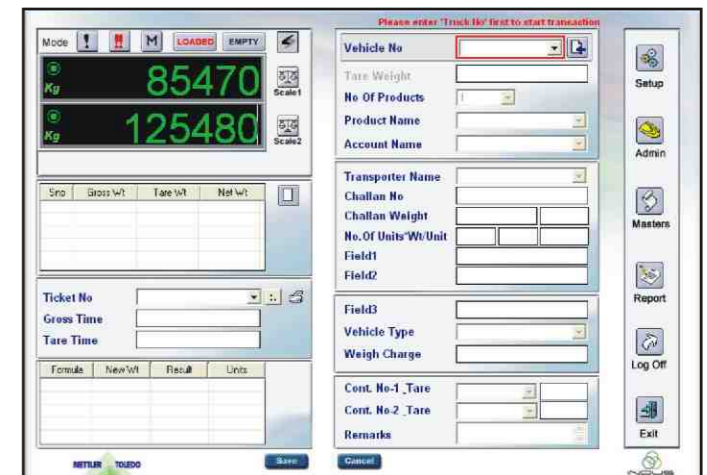 Please enter 'Truck No' first to start transaction
Mode ! !! M LOADED EMPTY
Kg 85470 Scale1
Kg 125480 Scale2
Sno Gross Wt Tare Wt Net Wt
Ticket No :.
Gross Time
Tare Time
Formula New Wt Result Units
METTLER TOLEDO
Save
Vehicle No
Tare Weight
No Of Products 1
Product Name
Account Name
Transporter Name
Challan No
Challan Weight
No.Of Units*Wt/Unit
Field1
Field2
Field3
Vehicle Type
Weigh Charge
Cont. No-1 _Tare
Cont. No-2 _Tare
Remarks
Cancel
Setup
Admin
Masters
Report
Log Off
Exit